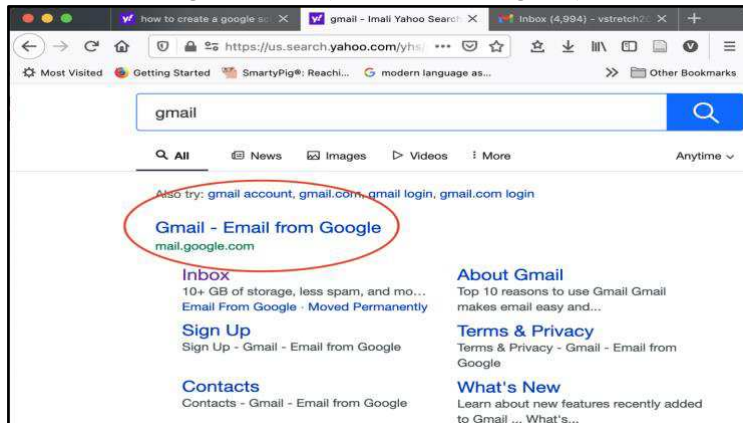 how to create a google sc
gmail - Imali Yahoo Search
Inbox (4,994) - vstretch2
https://us.search.yahoo.com/yhs/
Most Visited Getting Started SmartyPig®: Reachi... G modern language as... Other Bookmarks
gmail
All News Images Videos More Anytime
Also try: gmail account, gmail.com, gmail login, gmail.com login
Gmail - Email from Google
mail.google.com
Inbox
10+ GB of storage, less spam, and mo...
Email From Google · Moved Permanently
About Gmail
Top 10 reasons to use Gmail Gmail
makes email easy and...
Sign Up
Sign Up - Gmail - Email from Google
Terms & Privacy
Terms & Privacy - Gmail - Email from
Google
Contacts
Contacts - Gmail - Email from Google
What's New
Learn about new features recently added
to Gmail ... What's...